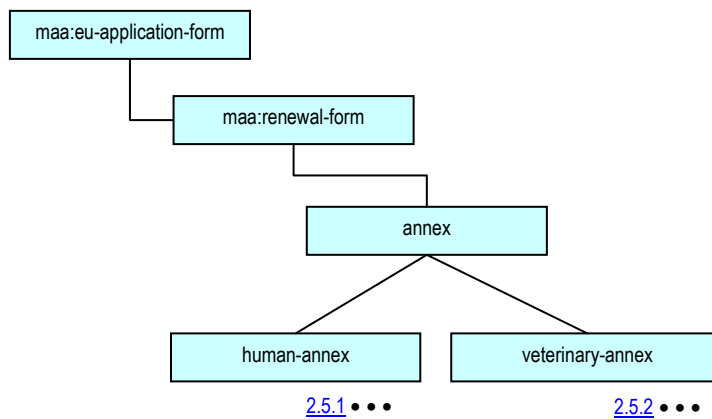 maa:eu-application-form
maa:renewal-form
annex
human-annex
veterinary-annex
2.5.1 • • •
2.5.2 • • •